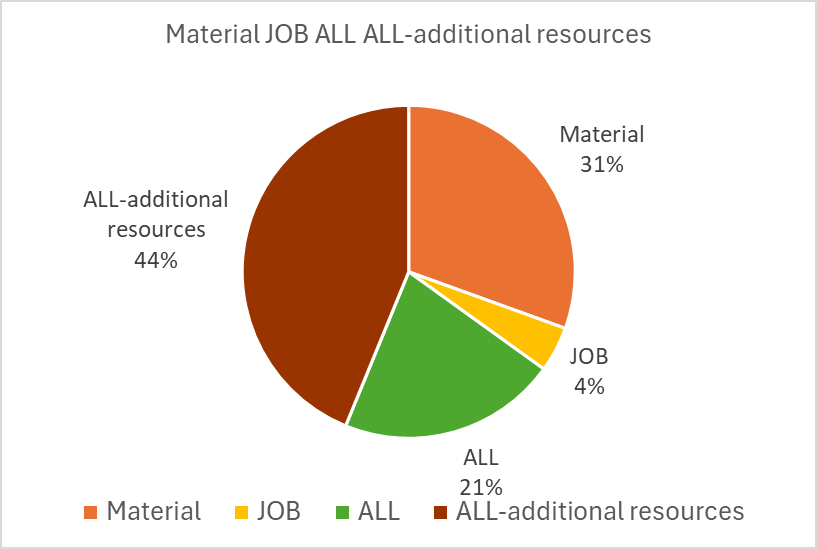 Material JOB ALL ALL-additional resources
Material
31%
ALL-additional
resources
44%
JOB
4%
ALL
21%
Material JOB ALL ALL-additional resources